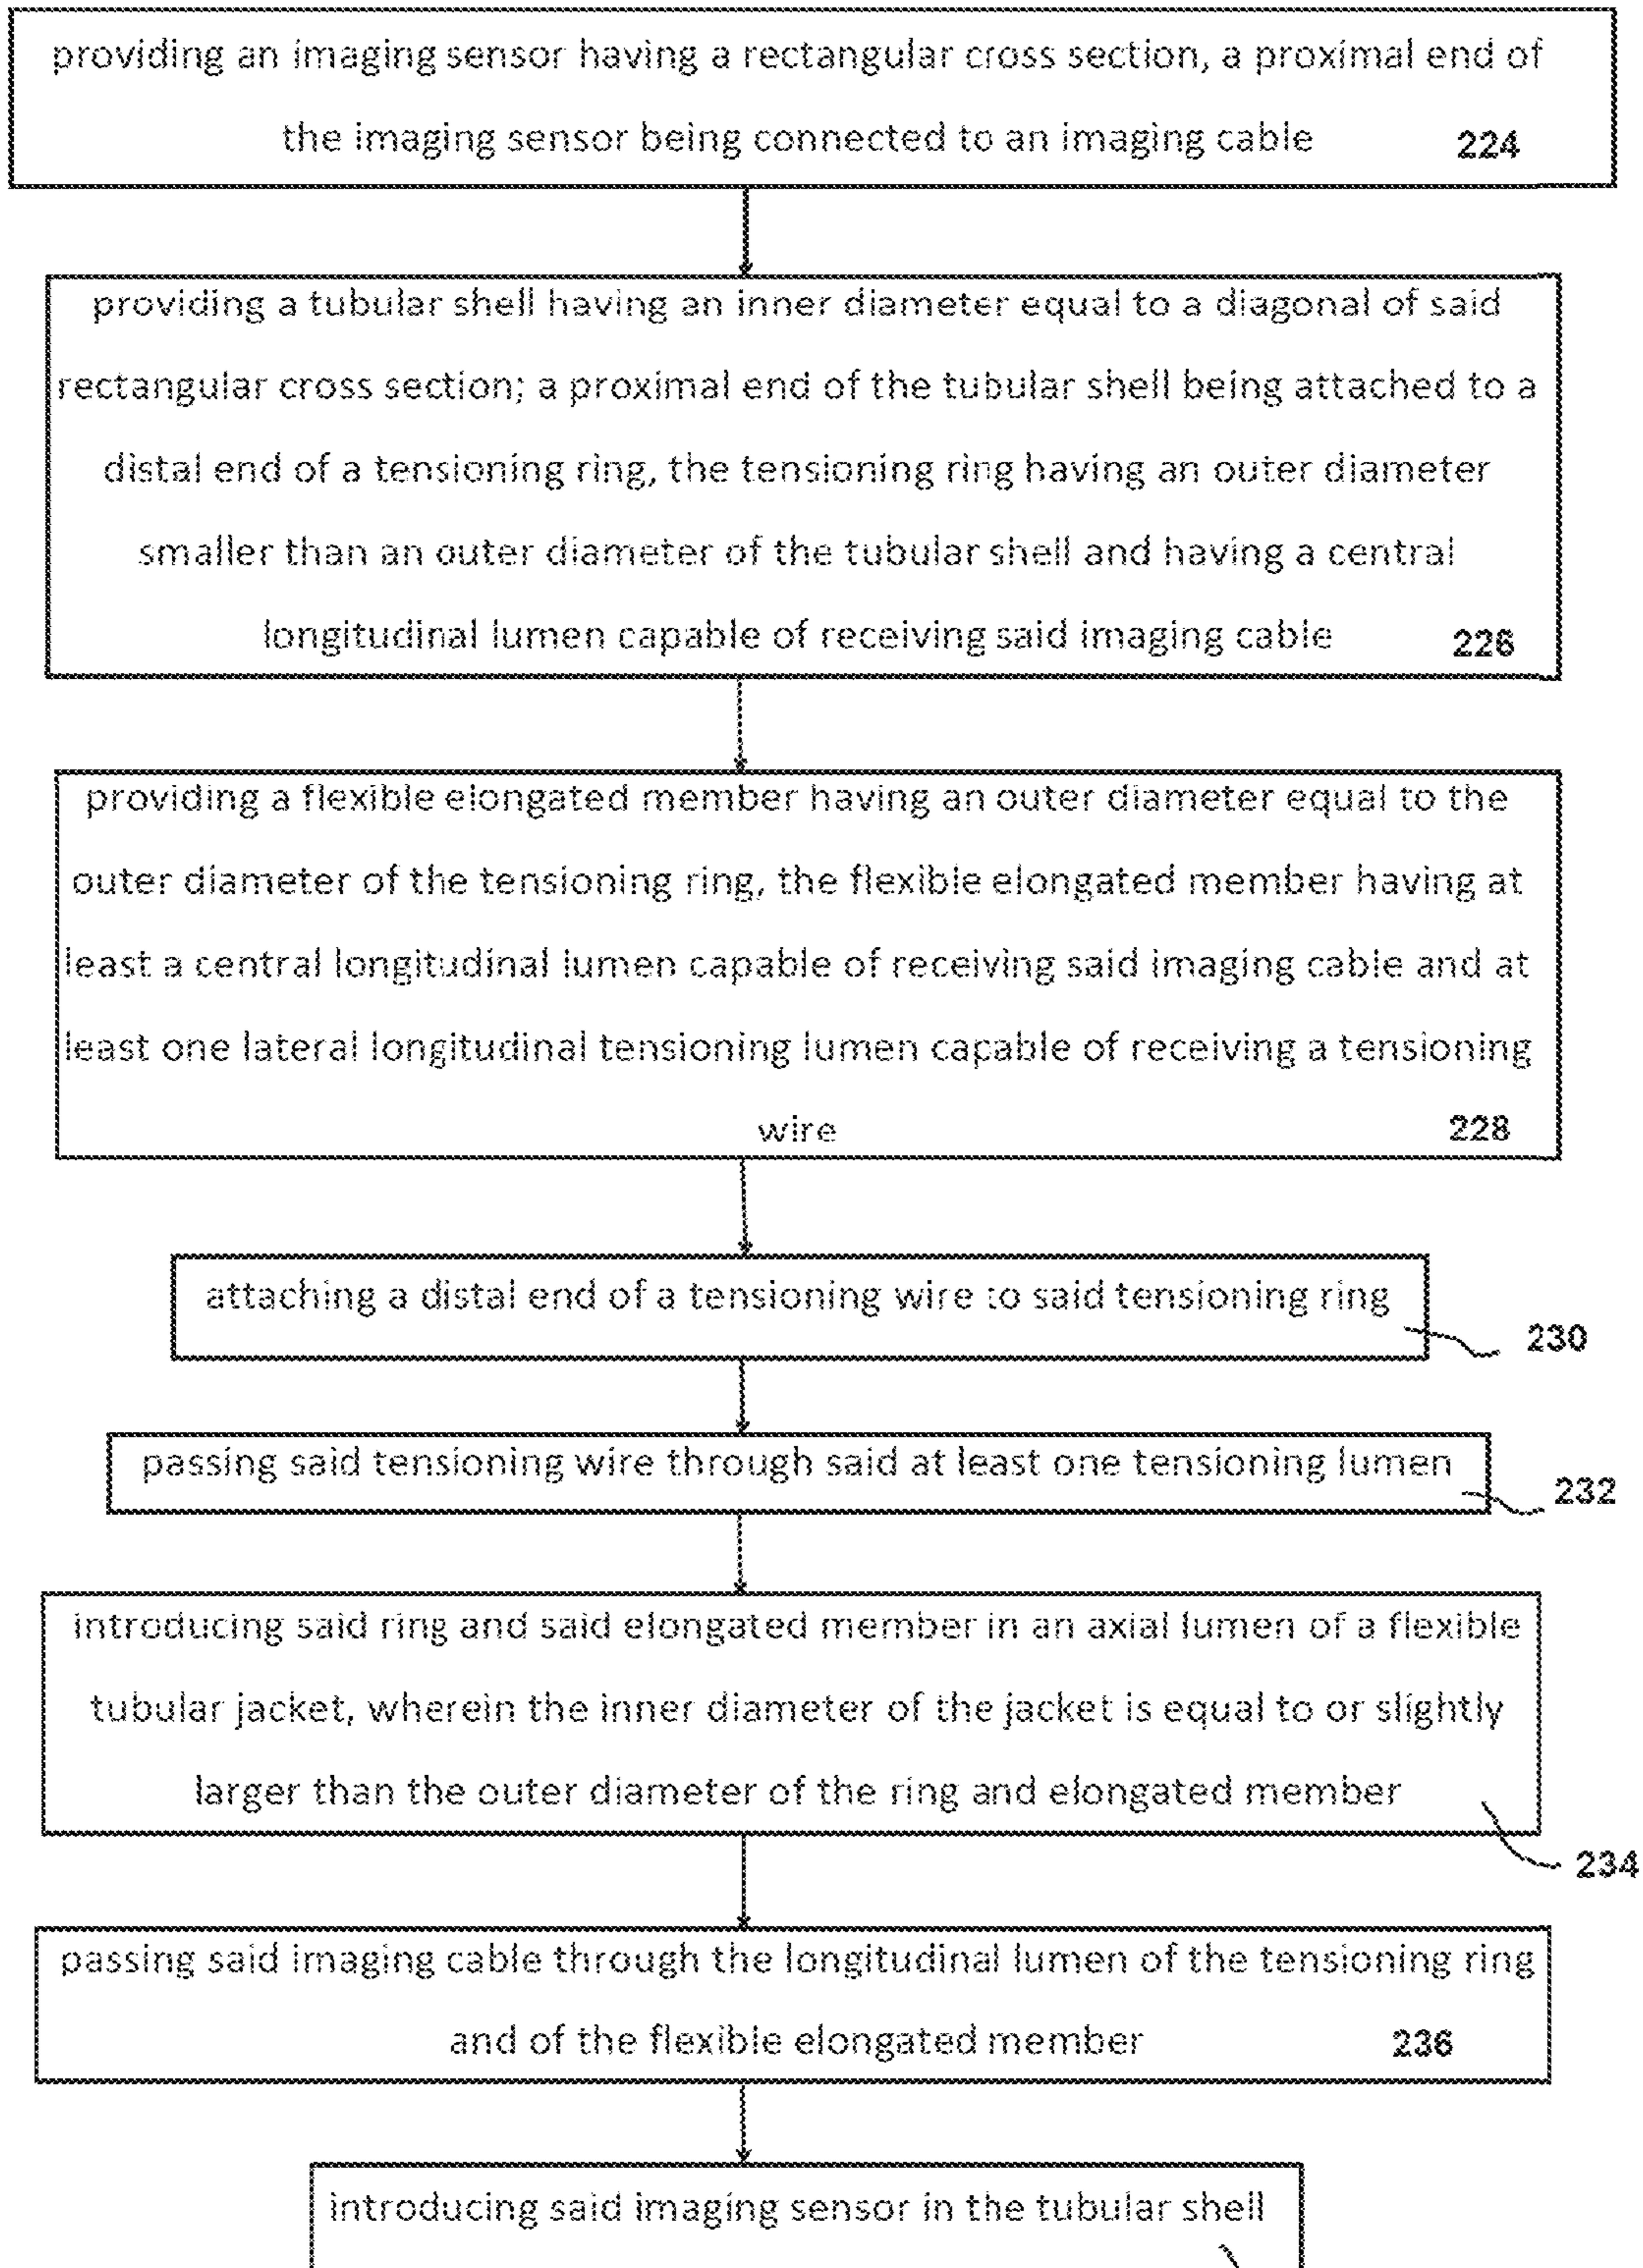 providing an imaging sensor having a rectangular cross section, a proximal end of
the imaging sensor being connected to an imaging cable 224
providing a tubular shell having an inner diameter equal to a diagonal of said
rectangular cross section; a proximal end of the tubular shell being attached to a
distal end of a tensioning ring, the tensioning ring having an outer diameter
smaller than an outer diameter of the tubular shell and having a central
longitudinal lumen capable of receiving said imaging cable 226
providing a flexible elongated member having an outer diameter equal to the
outer diameter of the tensioning ring, the flexible elongated member having at
least a central longitudinal lumen capable of receiving said imaging cable and at
least one lateral longitudinal tensioning lumen capable of receiving a tensioning
wire 228
attaching a distal end of a tensioning wire to said tensioning ring
230
passing said tensioning wire through said at least one tensioning lumen
232
introducing said ring and said elongated member in an axial lumen of a flexible
tubular jacket, wherein the inner diameter of the jacket is equal to or slightly
larger than the outer diameter of the ring and elongated member
234
passing said imaging cable through the longitudinal lumen of the tensioning ring
and of the flexible elongated member 236
introducing said imaging sensor in the tubular shell